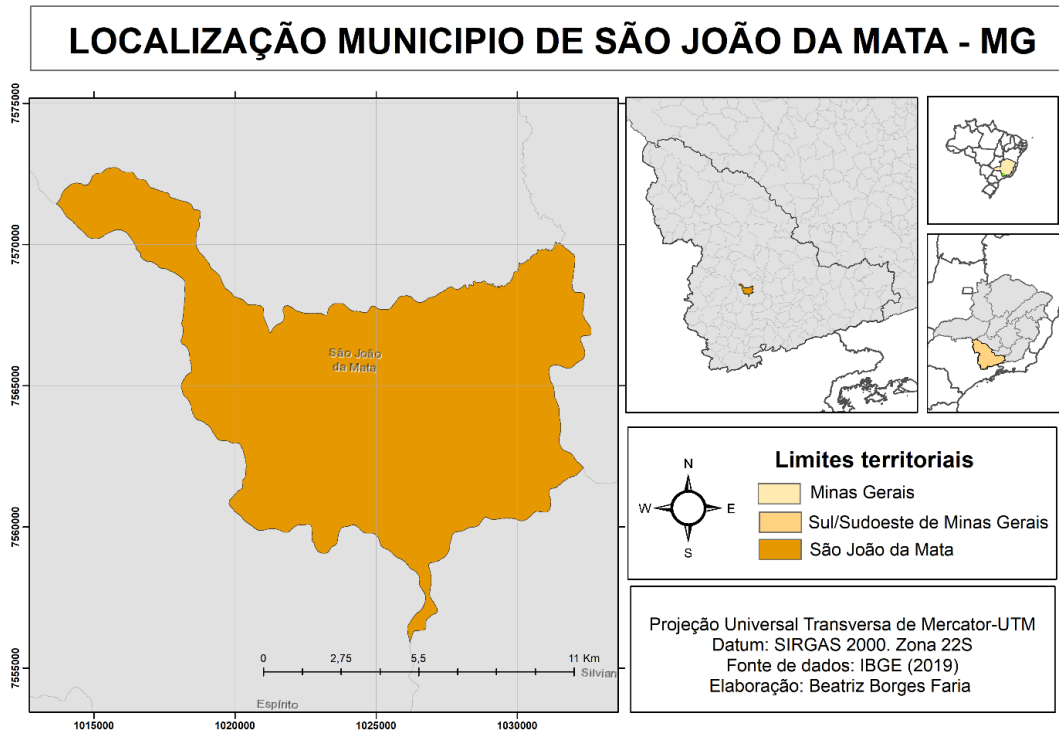 LOCALIZAÇÃO MUNICIPIO DE SÃO JOÃO DA MATA - MG
7575000
7570000
7565000
7560000
7555000
São João
da Mata
0 2,75 5,5 11 Km
Silvian
Espírito
1015000 1020000 1025000 1030000
N
W E
S
Limites territoriais
Minas Gerais
Sul/Sudoeste de Minas Gerais
São João da Mata
Projeção Universal Transversa de Mercator-UTM
Datum: SIRGAS 2000. Zona 22S
Fonte de dados: IBGE (2019)
Elaboração: Beatriz Borges Faria